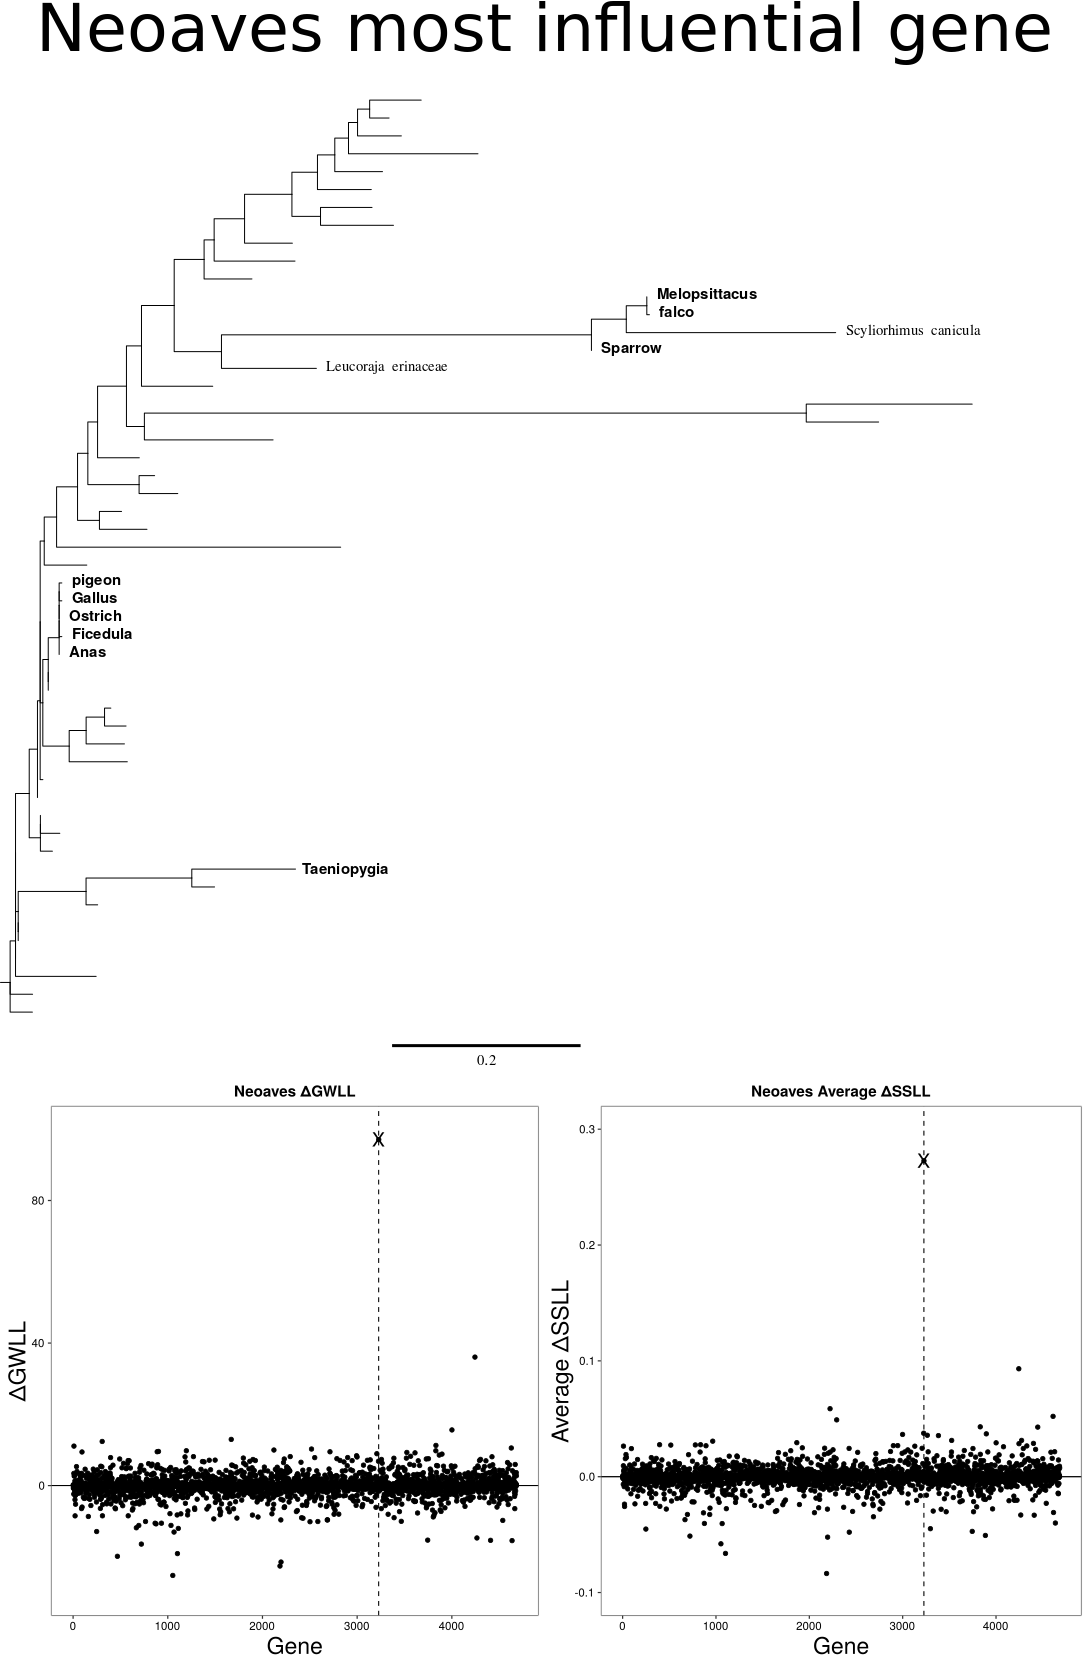 Neoaves most influential gene
Melopsittacus
falco
Scyliorhimus canicula
Sparrow
Leucoraja erinaceae
pigeon
Gallus
Ostrich
Ficedula
Anas
Taeniopygia
0.2
Neoaves ΔGWLL
X
80
40
0
ΔGWLL
0 1000 2000 3000 4000
Gene
Neoaves Average ΔSSLL
X
0.3
0.2
0.1
0.0
-0.1
Average ΔSSLL
0 1000 2000 3000 4000
Gene